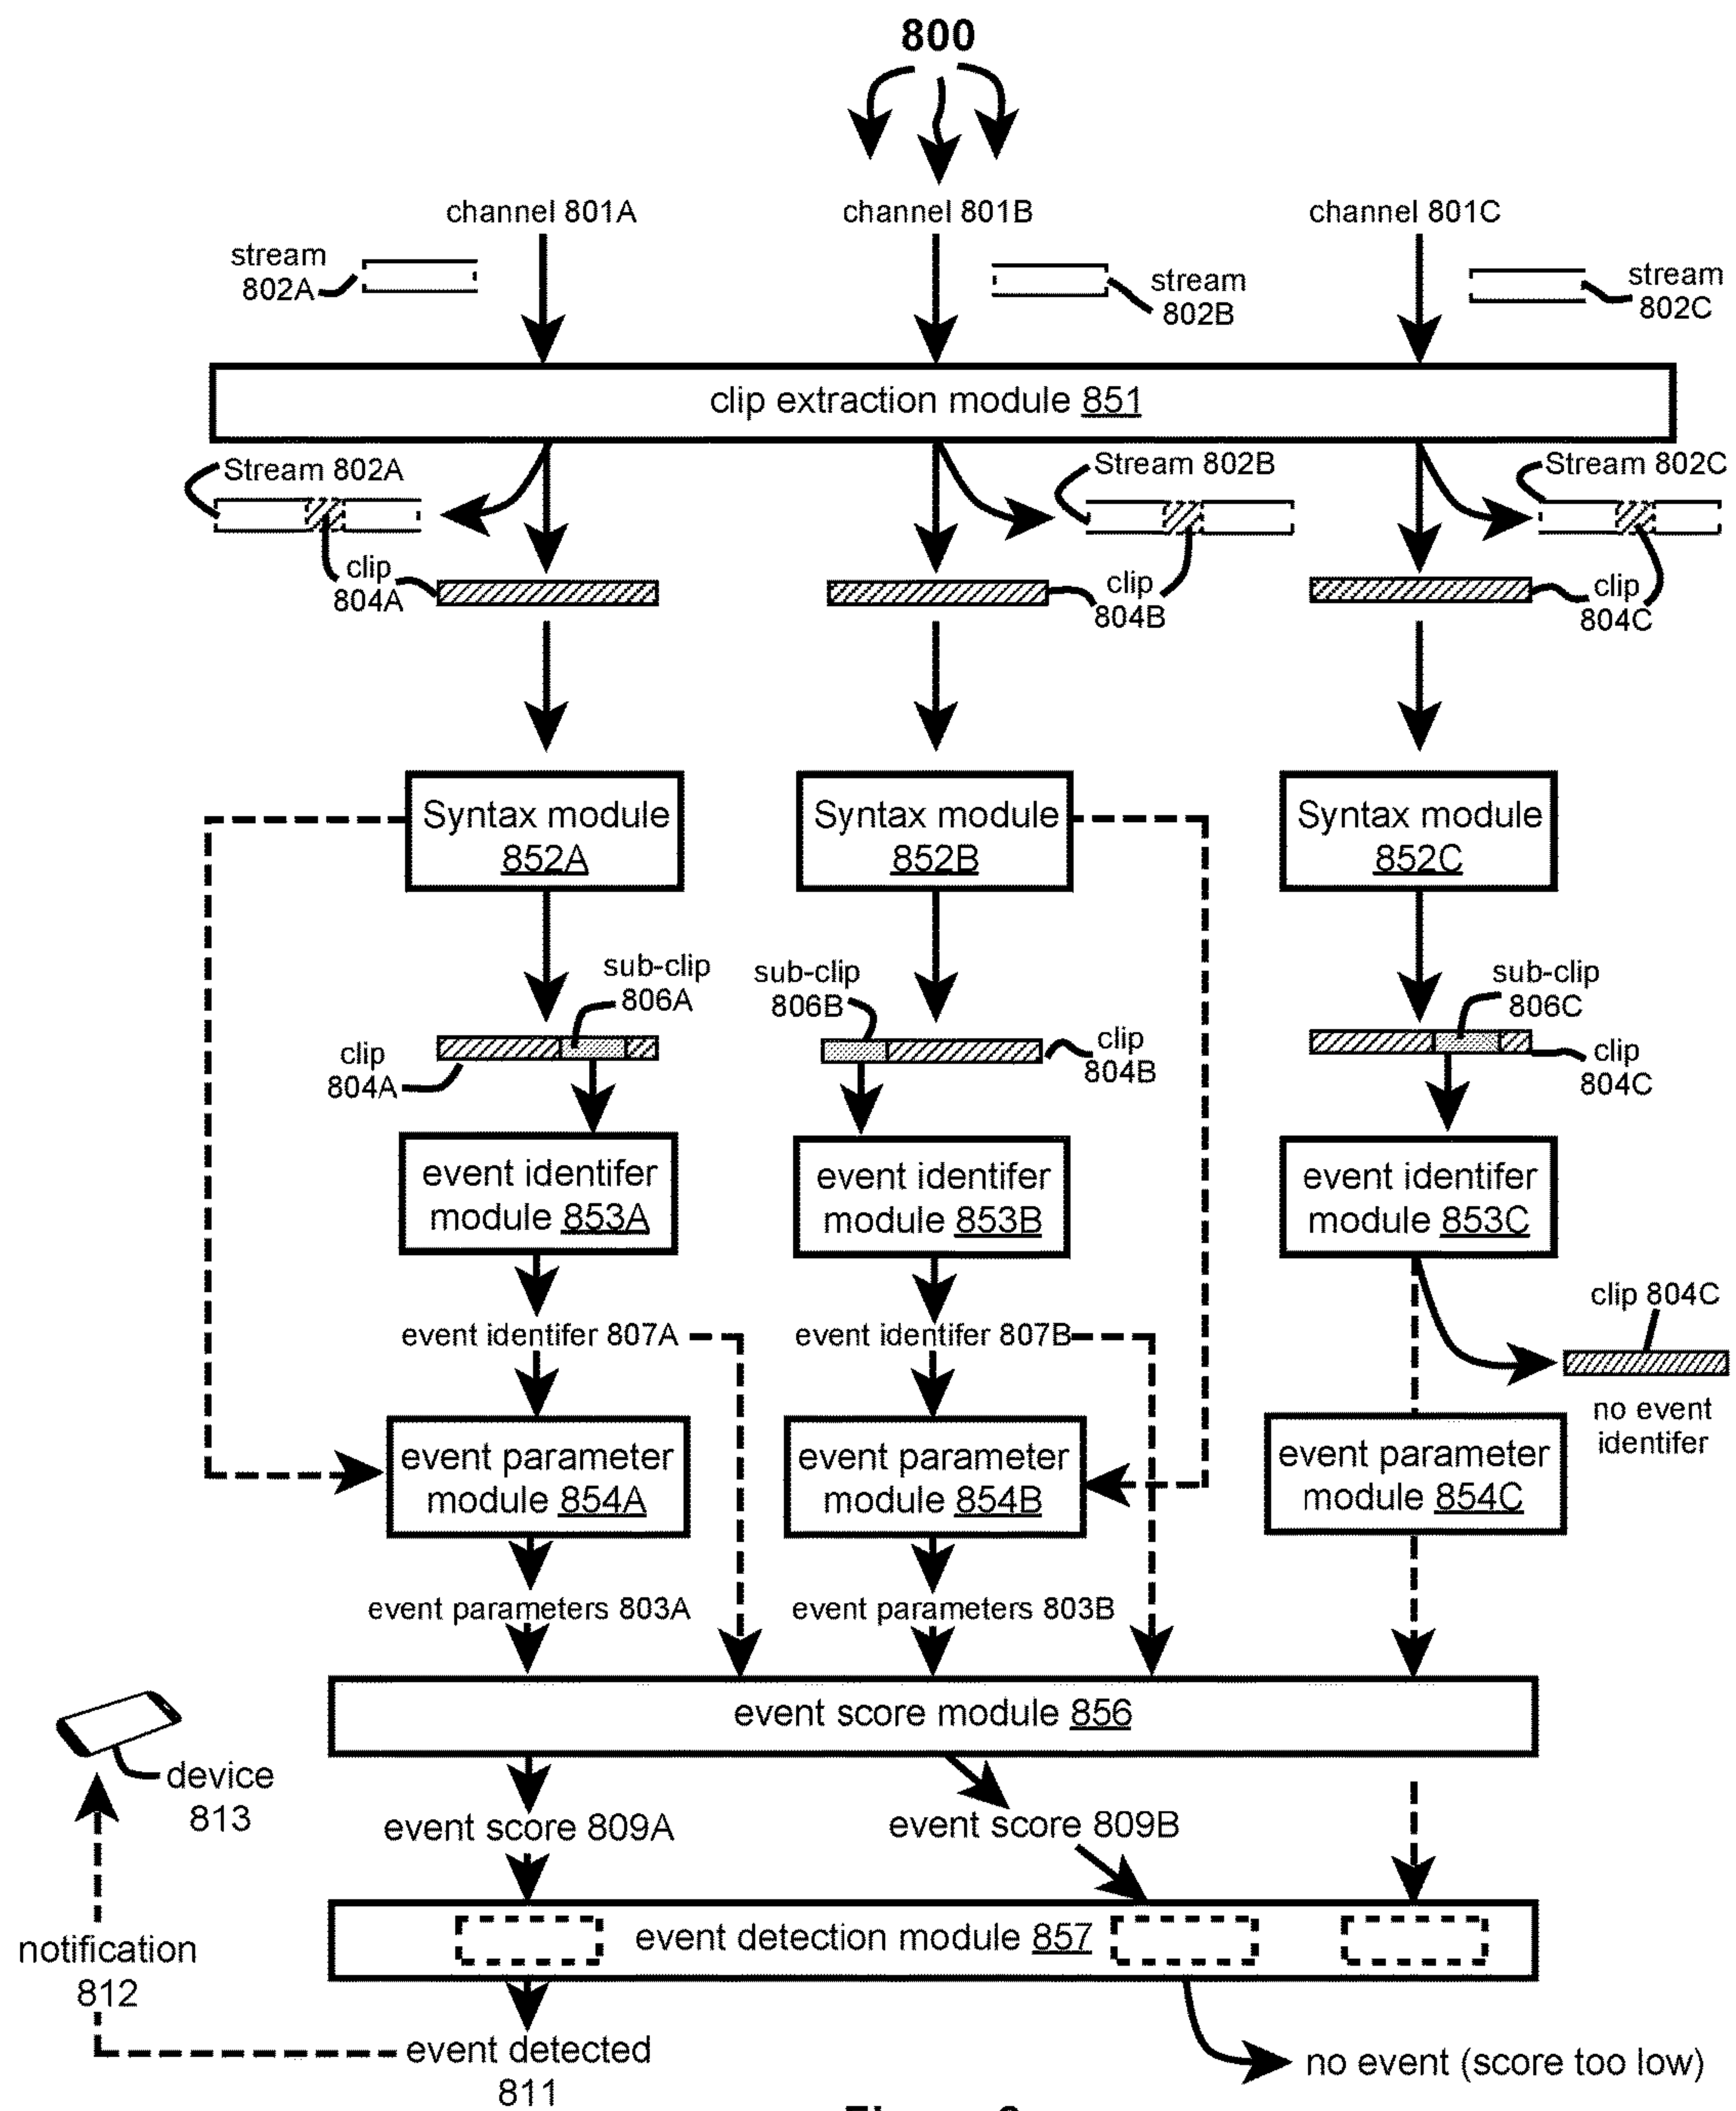 800
channel 801A
channel 801B
channel 801C
stream
802A
stream
802B
stream
802C
clip extraction module 851
Stream 802A
Stream 802B
Stream 802C
clip
804A
clip
804B
clip
804C
Syntax module
852A
Syntax module
852B
Syntax module
852C
sub-clip
806A
sub-clip
806B
sub-clip
806C
clip
804A
clip
804B
clip
804C
event identifer
module 853A
event identifer
module 853B
event identifer
module 853C
clip 804C
event identifer 807A
event identifer 807B
no event
identifer
event parameter
module 854A
event parameter
module 854B
event parameter
module 854C
event parameters 803A
event parameters 803B
event score module 856
device
813
event score 809A
event score 809B
event detection module 857
notification
812
event detected
811
no event (score too low)